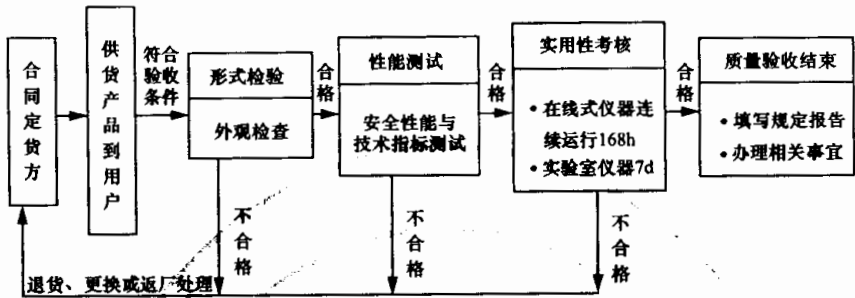 合同定货方
供货产品到用户
符合
验收
条件
形式检验
外观检查
合格
性能测试
安全性能与
技术指标测试
合格
实用性考核
• 在线式仪器连
续运行168h
• 实验室仪器7d
合格
质量验收结束
• 填写规定报告
• 办理相关事宜
不合格
不合格
不合格
退货、更换或返厂处理